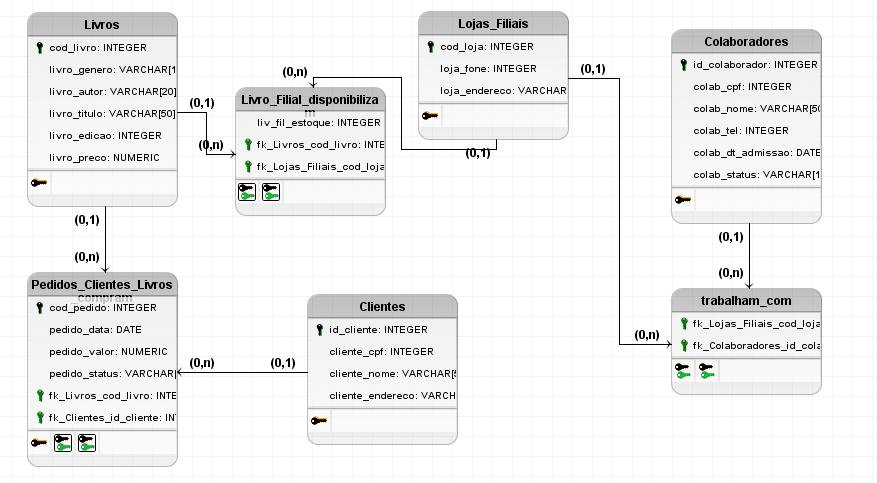 Livros
cod_livro: INTEGER
livro_genero: VARCHAR[1
livro_autor: VARCHAR[20]
livro_titulo: VARCHAR[50]
livro_edicao: INTEGER
livro_preco: NUMERIC
(0,1)
(0,n)
(0,n)
Livro_Filial_disponibiliza
m
liv_fil_estoque: INTEGER
fk_Livros_cod_livro: INTE
fk_Lojas_Filiais_cod_loja
Lojas_Filiais
cod_loja: INTEGER
loja_fone: INTEGER
loja_endereco: VARCHAR
(0,1)
(0,1)
Colaboradores
id_colaborador: INTEGER
colab_cpf: INTEGER
colab_nome: VARCHAR[50
colab_tel: INTEGER
colab_dt_admissao: DATE
colab_status: VARCHAR[1
(0,1)
(0,n)
(0,1)
(0,n)
Pedidos_Clientes_Livros
_compram
cod_pedido: INTEGER
pedido_data: DATE
pedido_valor: NUMERIC
pedido_status: VARCHAR[
fk_Livros_cod_livro: INTE
fk_Clientes_id_cliente: INT
(0,n)
(0,1)
Clientes
id_cliente: INTEGER
cliente_cpf: INTEGER
cliente_nome: VARCHAR[5
cliente_endereco: VARCH
(0,n)
trabalham_com
fk_Lojas_Filiais_cod_loja
fk_Colaboradores_id_cola